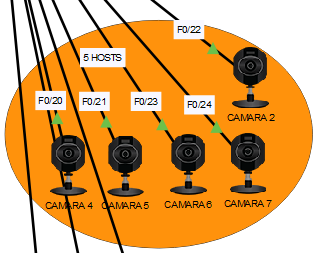 F0/22
5 HOSTS
F0/20
F0/21
F0/23
F0/24
CAMARA 2
CAMARA 4
CAMARA 5
CAMARA 6
CAMARA 7